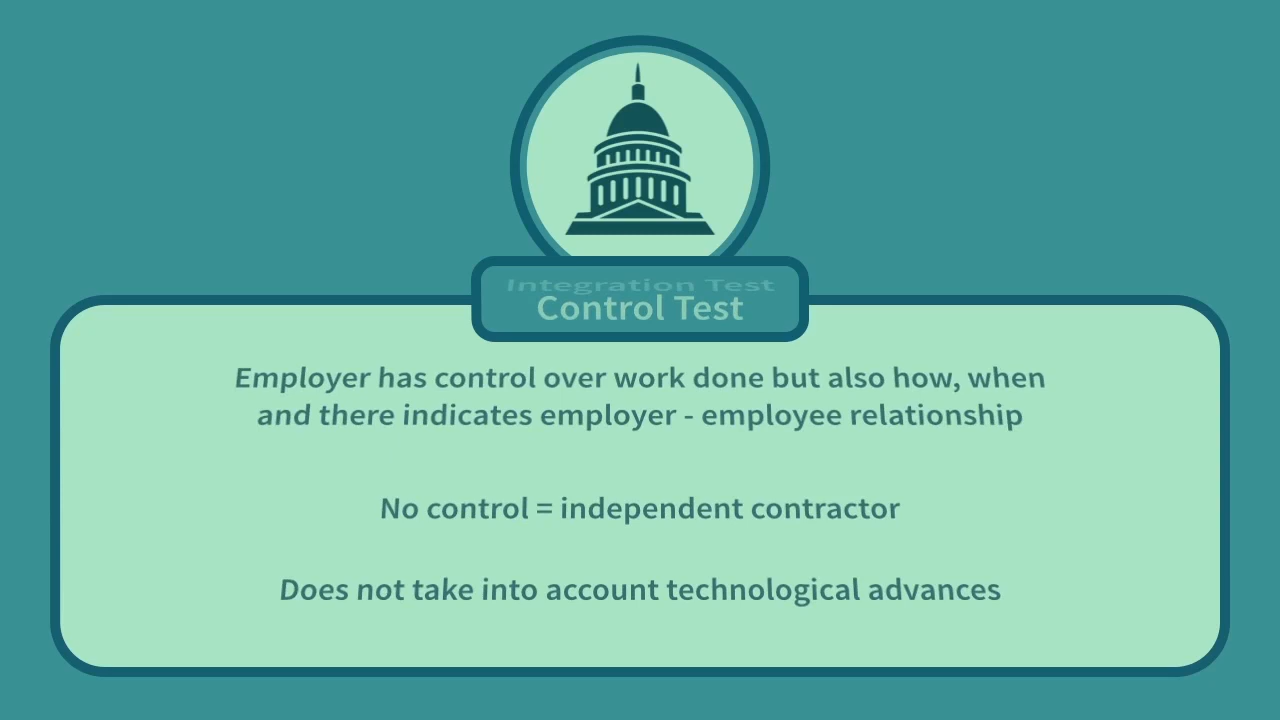 Integration Test
Control Test
Employer has control over work done but also how, when
and there indicates employer - employee relationship
No control = independent contractor
Does not take into account technological advances